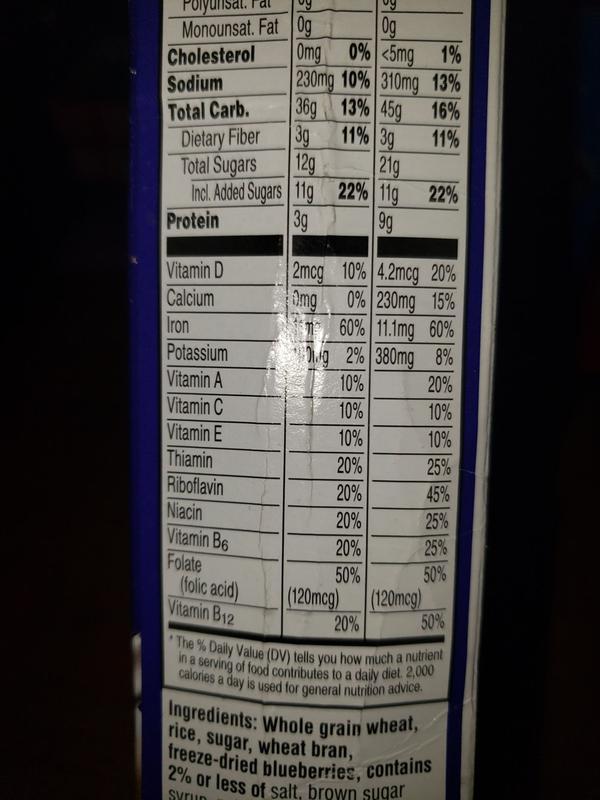 Monounsat. Fat 0g 0g
Cholesterol 0mg 0% <5mg 1%
Sodium 230mg 10% 310mg 13%
Total Carb. 36g 13% 45g 16%
Dietary Fiber 3g 11% 3g 11%
Total Sugars 12g 21g
Incl. Added Sugars 11g 22% 11g 22%
Protein 3g 9g
Vitamin D 2mcg 10% 4.2mcg 20%
Calcium 0mg 0% 230mg 15%
Iron 60% 11.1mg 60%
Potassium 2% 380mg 8%
Vitamin A 10% 20%
Vitamin C 10% 10%
Vitamin E 10% 10%
Thiamin 20% 25%
Riboflavin 20% 45%
Niacin 20% 25%
Vitamin B6 20% 25%
Folate 50% 50%
(folic acid) (120mcg) (120mcg)
Vitamin B12 20% 50%
* The % Daily Value (DV) tells you how much a nutrient
in a serving of food contributes to a daily diet. 2,000
calories a day is used for general nutrition advice.
Ingredients: Whole grain wheat,
rice, sugar, wheat bran,
freeze-dried blueberries, contains
2% or less of salt, brown sugar